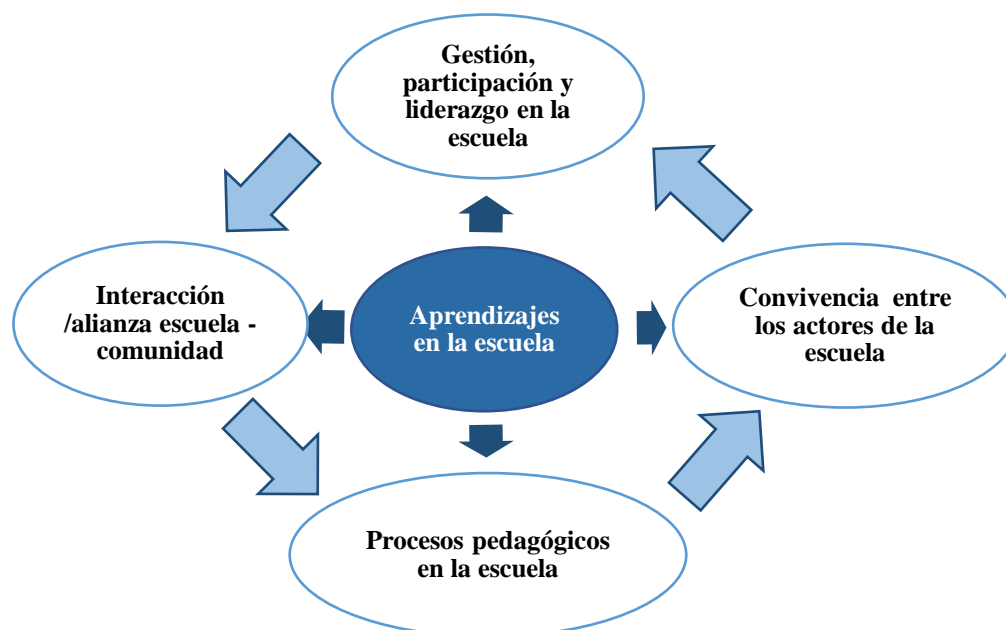 Gestión,
participación y
liderazgo en la
escuela
Interacción
/alianza escuela -
comunidad
Aprendizajes
en la escuela
Convivencia entre
los actores de la
escuela
Procesos pedagógicos
en la escuela